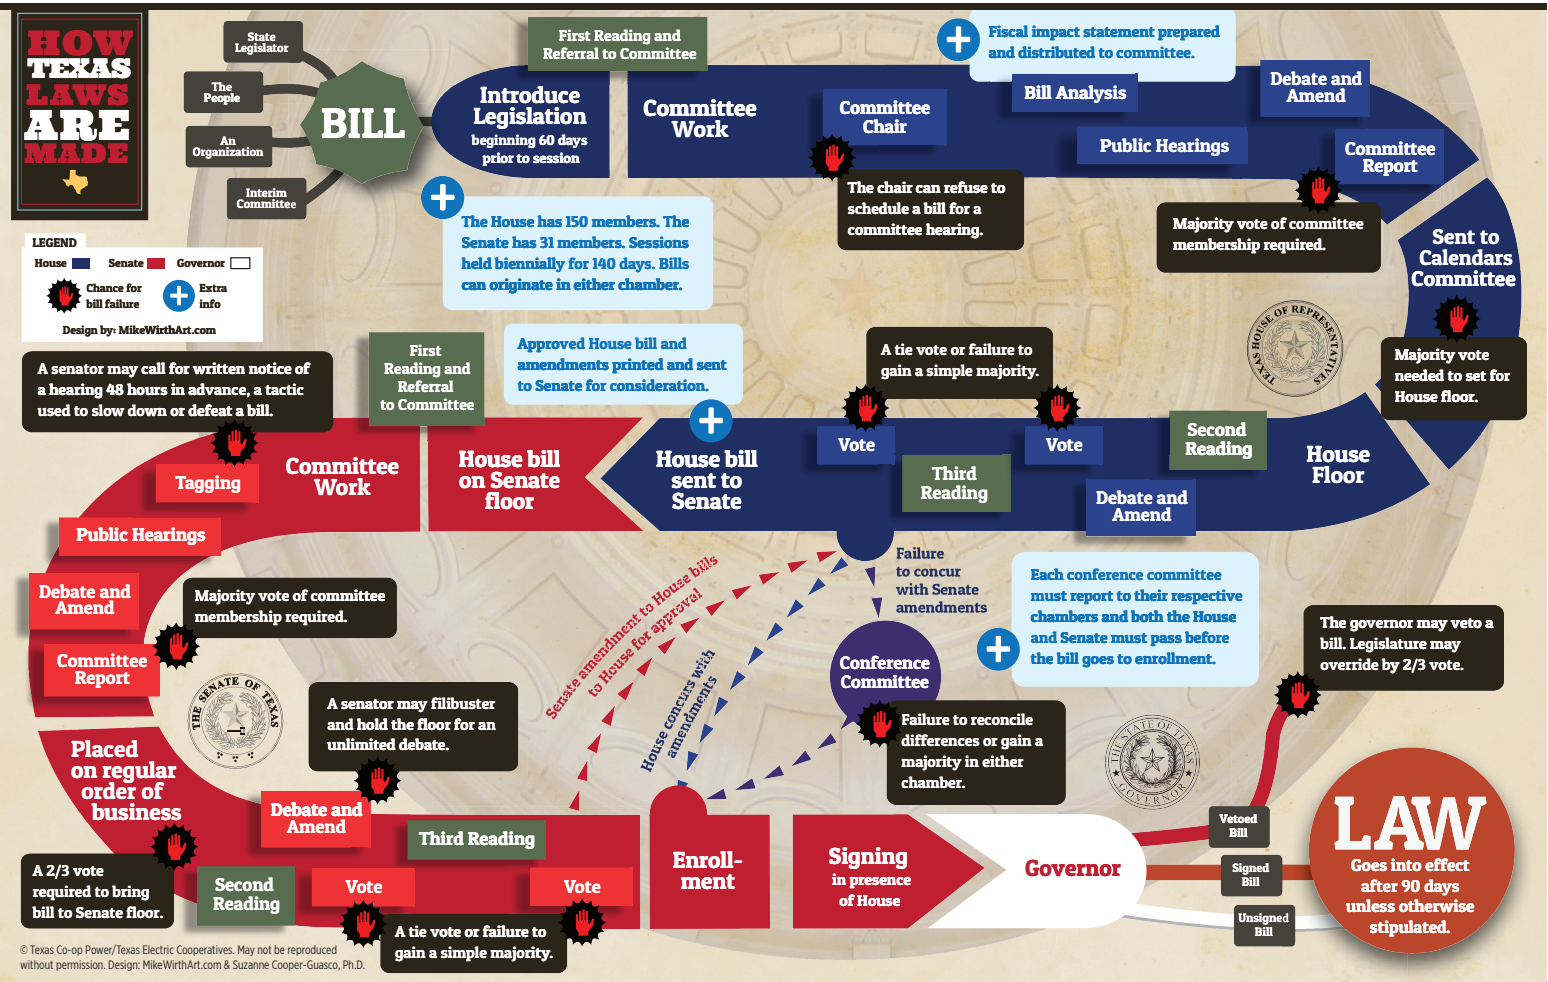 HOW
TEXAS
LAWS
ARE
MADE
State
Legislator
The
People
An
Organization
Interim
Committee
BILL
LEGEND
House
Senate
Governor
Chance for
bill failure
Extra
info
Design by: MikeWirthArt.com
First Reading and
Referral to Committee
Introduce
Legislation
beginning 60 days
prior to session
The House has 150 members. The
Senate has 31 members. Sessions
held biennially for 140 days. Bills
can originate in either chamber.
Committee
Work
Committee
Chair
The chair can refuse to
schedule a bill for a
committee hearing.
Fiscal impact statement prepared
and distributed to committee.
Bill Analysis
Public Hearings
Debate and
Amend
Committee
Report
Majority vote of committee
membership required.
Sent to
Calendars
Committee
Majority vote
needed to set for
House floor.
TEXAS HOUSE OF REPRESENTATIVES
House
Floor
Second
Reading
Debate and
Amend
Vote
A tie vote or failure to
gain a simple majority.
Third
Reading
Vote
House bill
sent to
Senate
Approved House bill and
amendments printed and sent
to Senate for consideration.
House bill
on Senate
floor
First
Reading and
Referral
to Committee
Committee
Work
A senator may call for written notice of
a hearing 48 hours in advance, a tactic
used to slow down or defeat a bill.
Tagging
Public Hearings
Debate and
Amend
Committee
Report
Majority vote of committee
membership required.
THE SENATE OF TEXAS
Placed
on regular
order of
business
A 2/3 vote
required to bring
bill to Senate floor.
Second
Reading
Debate and
Amend
A senator may filibuster
and hold the floor for an
unlimited debate.
Vote
Third Reading
Vote
A tie vote or failure to
gain a simple majority.
Senate amendment to House bills
to House for approval
House concurs with
amendments
Failure
to concur
with Senate
amendments
Conference
Committee
Each conference committee
must report to their respective
chambers and both the House
and Senate must pass before
the bill goes to enrollment.
Failure to reconcile
differences or gain a
majority in either
chamber.
Enroll-
ment
Signing
in presence
of House
Governor
THE STATE OF TEXAS
GOVERNOR
The governor may veto a
bill. Legislature may
override by 2/3 vote.
Vetoed
Bill
Signed
Bill
Unsigned
Bill
LAW
Goes into effect
after 90 days
unless otherwise
stipulated.
© Texas Co-op Power/Texas Electric Cooperatives. May not be reproduced
without permission. Design: MikeWirthArt.com & Suzanne Cooper-Guasco, Ph.D.